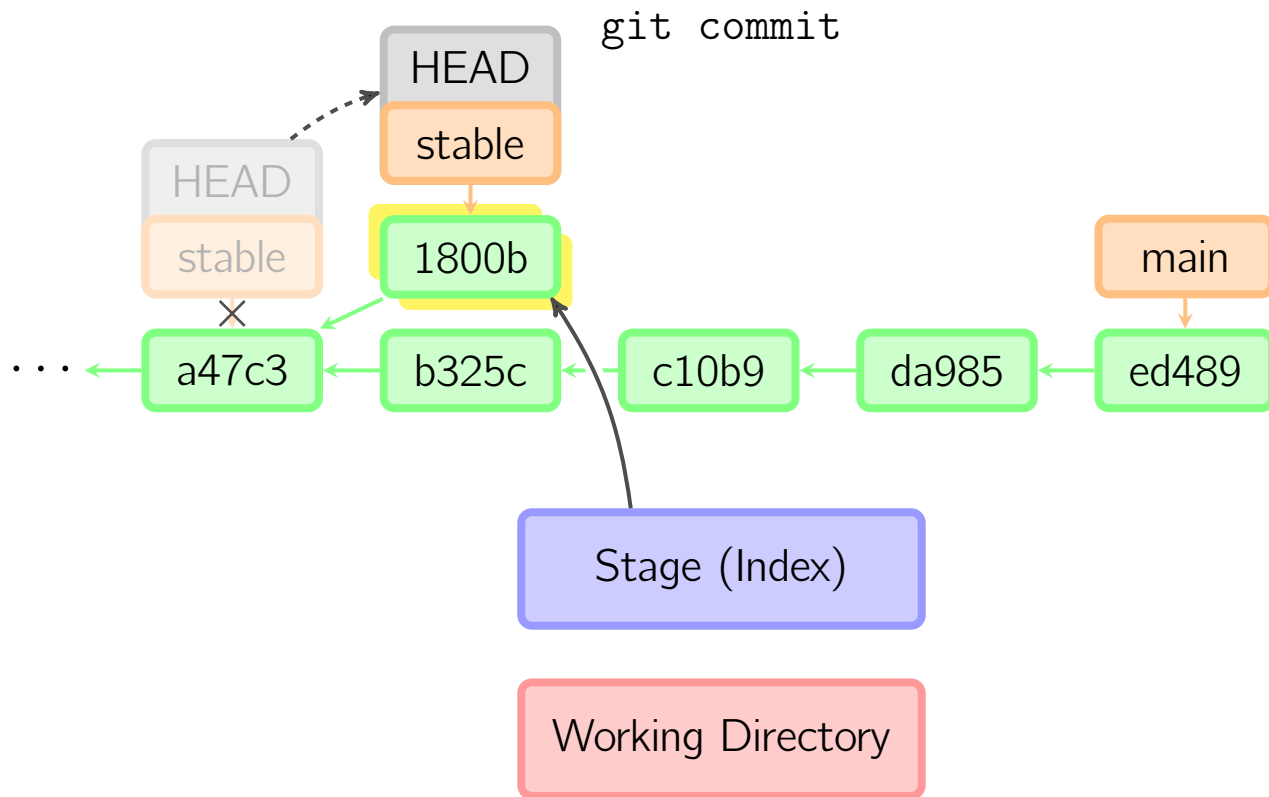 git commit
HEAD
stable
HEAD
stable
1800b
main
... a47c3 b325c c10b9 da985 ed489
Stage (Index)
Working Directory